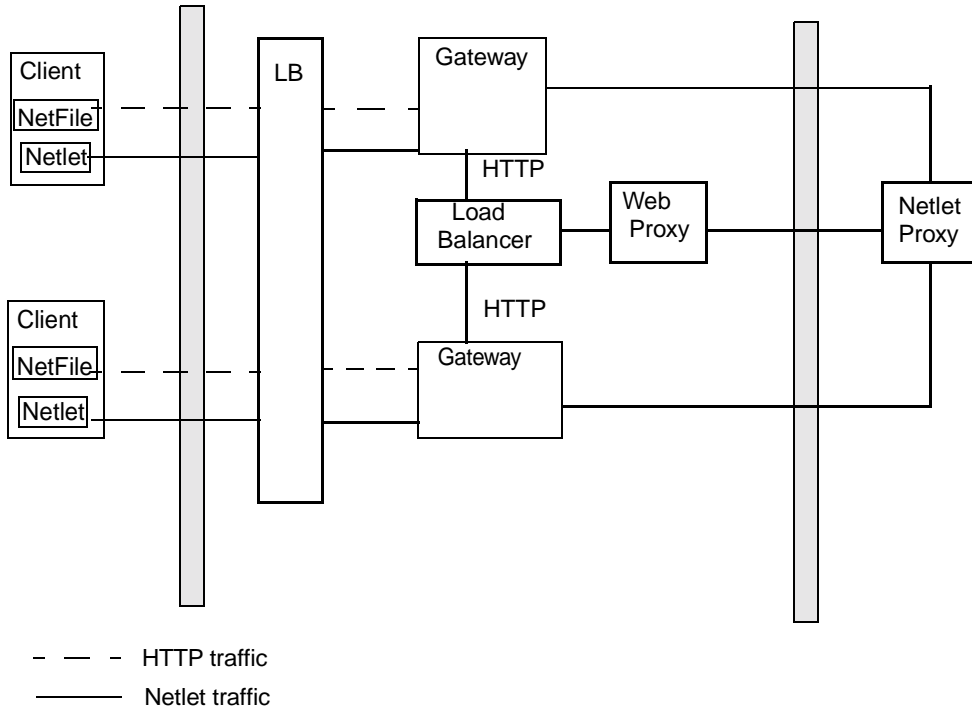 Client
NetFile
Netlet
LB
Gateway
HTTP
Load
Balancer
Web
Proxy
Netlet
Proxy
HTTP
Client
NetFile
Netlet
Gateway
HTTP traffic
Netlet traffic